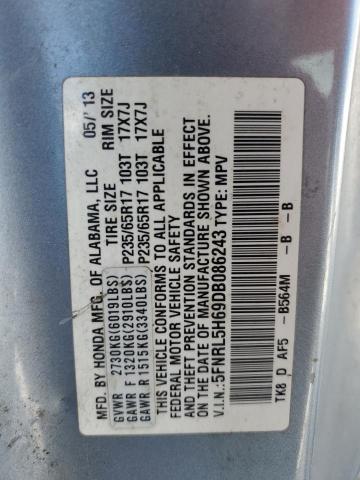 MFD. BY HONDA MFG. OF ALABAMA, LLC 05/'13
TIRE SIZE RIM SIZE
GVWR 2730KG(6019LBS)
GAWR F 1320KG(2910LBS) P235/65R17 103T 17X7J
GAWR R 1515KG(3340LBS) P235/65R17 103T 17X7J
THIS VEHICLE CONFORMS TO ALL APPLICABLE
FEDERAL MOTOR VEHICLE SAFETY
AND THEFT PREVENTION STANDARDS IN EFFECT
ON THE DATE OF MANUFACTURE SHOWN ABOVE.
V.I.N.: 5FNRL5H69DB086243 TYPE: MPV
TK8 D AF5 - B564M - B - B